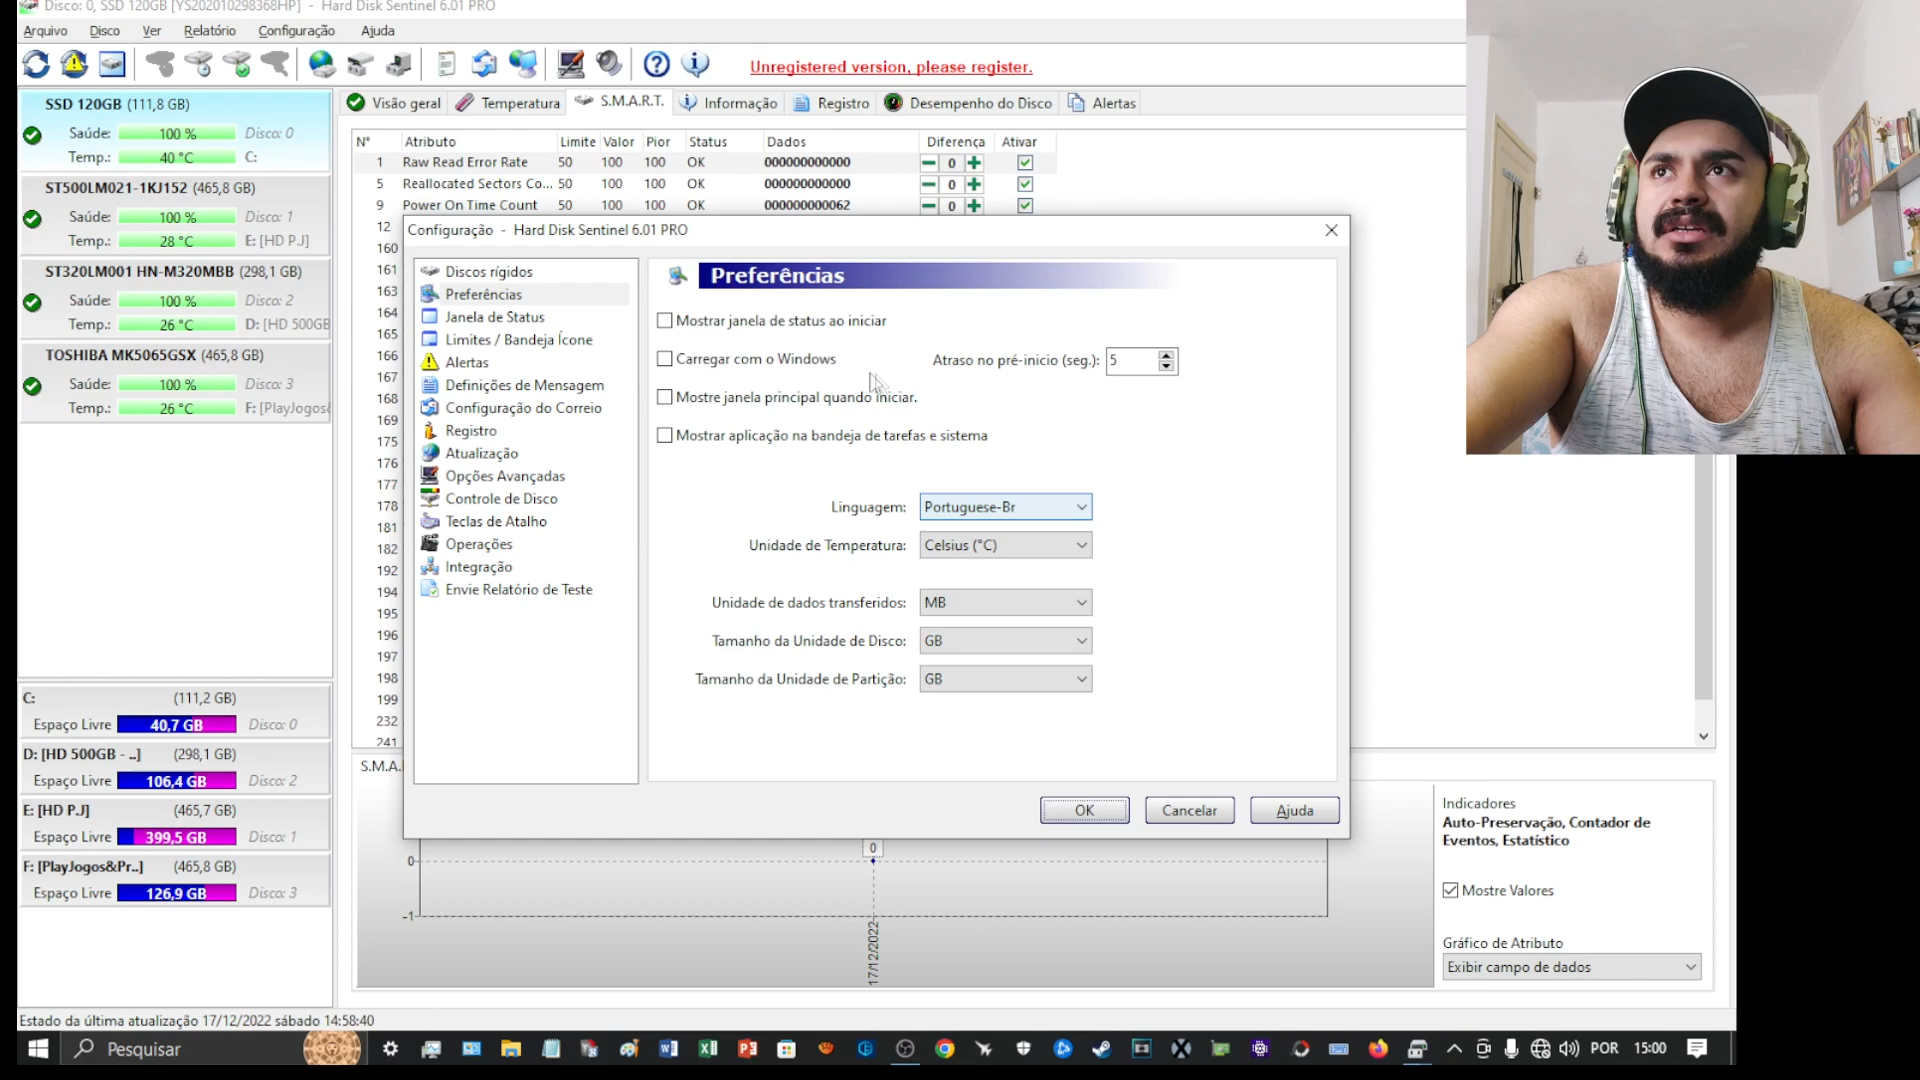 Disco: 0, SSD 120GB [YS202010298368HP] - Hard Disk Sentinel 6.01 PRO
Arquivo Disco Ver Relatório Configuração Ajuda
Unregistered version, please register.
SSD 120GB (111,8 GB)
Saúde: 100 % Disco: 0
Temp.: 40 °C C:
ST500LM021-1KJ152 (465,8 GB)
Saúde: 100 % Disco: 1
Temp.: 28 °C E: [HD P.J]
ST320LM001 HN-M320MBB (298,1 GB)
Saúde: 100 % Disco: 2
Temp.: 26 °C D: [HD 500GB
TOSHIBA MK5065GSX (465,8 GB)
Saúde: 100 % Disco: 3
Temp.: 26 °C F: [PlayJogos&
C: (111,2 GB)
Espaço Livre 40,7 GB Disco: 0
D: [HD 500GB - ..] (298,1 GB)
Espaço Livre 106,4 GB Disco: 2
E: [HD P.J] (465,7 GB)
Espaço Livre 399,5 GB Disco: 1
F: [PlayJogos&Pr..] (465,8 GB)
Espaço Livre 126,9 GB Disco: 3
Visão geral Temperatura S.M.A.R.T. Informação Registro Desempenho do Disco Alertas
Nº Atributo Limite Valor Pior Status Dados Diferença Ativar
1 Raw Read Error Rate 50 100 100 OK 000000000000 0
5 Reallocated Sectors Co... 50 100 100 OK 000000000000 0
9 Power On Time Count 50 100 100 OK 000000000062 0
12
160
161
163
164
165
166
167
168
169
175
176
177
178
181
182
192
194
195
196
197
198
199
232
241
Configuração - Hard Disk Sentinel 6.01 PRO
Discos rígidos
Preferências
Janela de Status
Limites / Bandeja Ícone
Alertas
Definições de Mensagem
Configuração do Correio
Registro
Atualização
Opções Avançadas
Controle de Disco
Teclas de Atalho
Operações
Integração
Envie Relatório de Teste
Preferências
Mostrar janela de status ao iniciar
Carregar com o Windows Atraso no pré-inicio (seg.): 5
Mostre janela principal quando iniciar.
Mostrar aplicação na bandeja de tarefas e sistema
Linguagem: Portuguese-Br
Unidade de Temperatura: Celsius (°C)
Unidade de dados transferidos: MB
Tamanho da Unidade de Disco: GB
Tamanho da Unidade de Partição: GB
OK Cancelar Ajuda
S.M.A.
0
0
-1
17/12/2022
Indicadores
Auto-Preservação, Contador de
Eventos, Estatístico
Mostre Valores
Gráfico de Atributo
Exibir campo de dados
Estado da última atualização 17/12/2022 sábado 14:58:40
Pesquisar POR 15:00